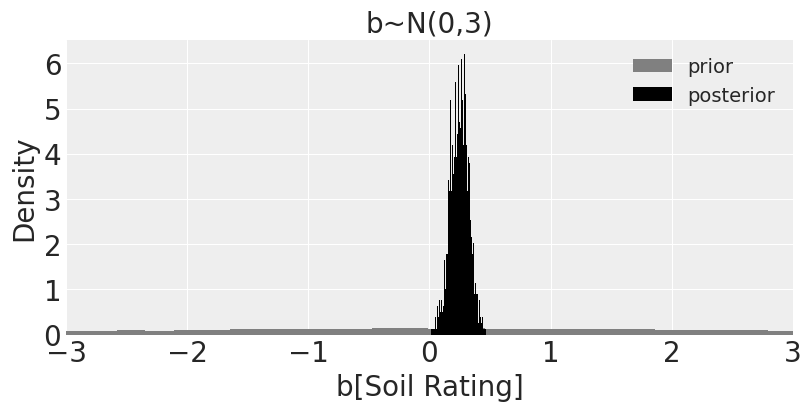 b~N(0,3)
prior
posterior
Density
6
5
4
3
2
1
0
−3
−2
−1
0
1
2
3
b[Soil Rating]